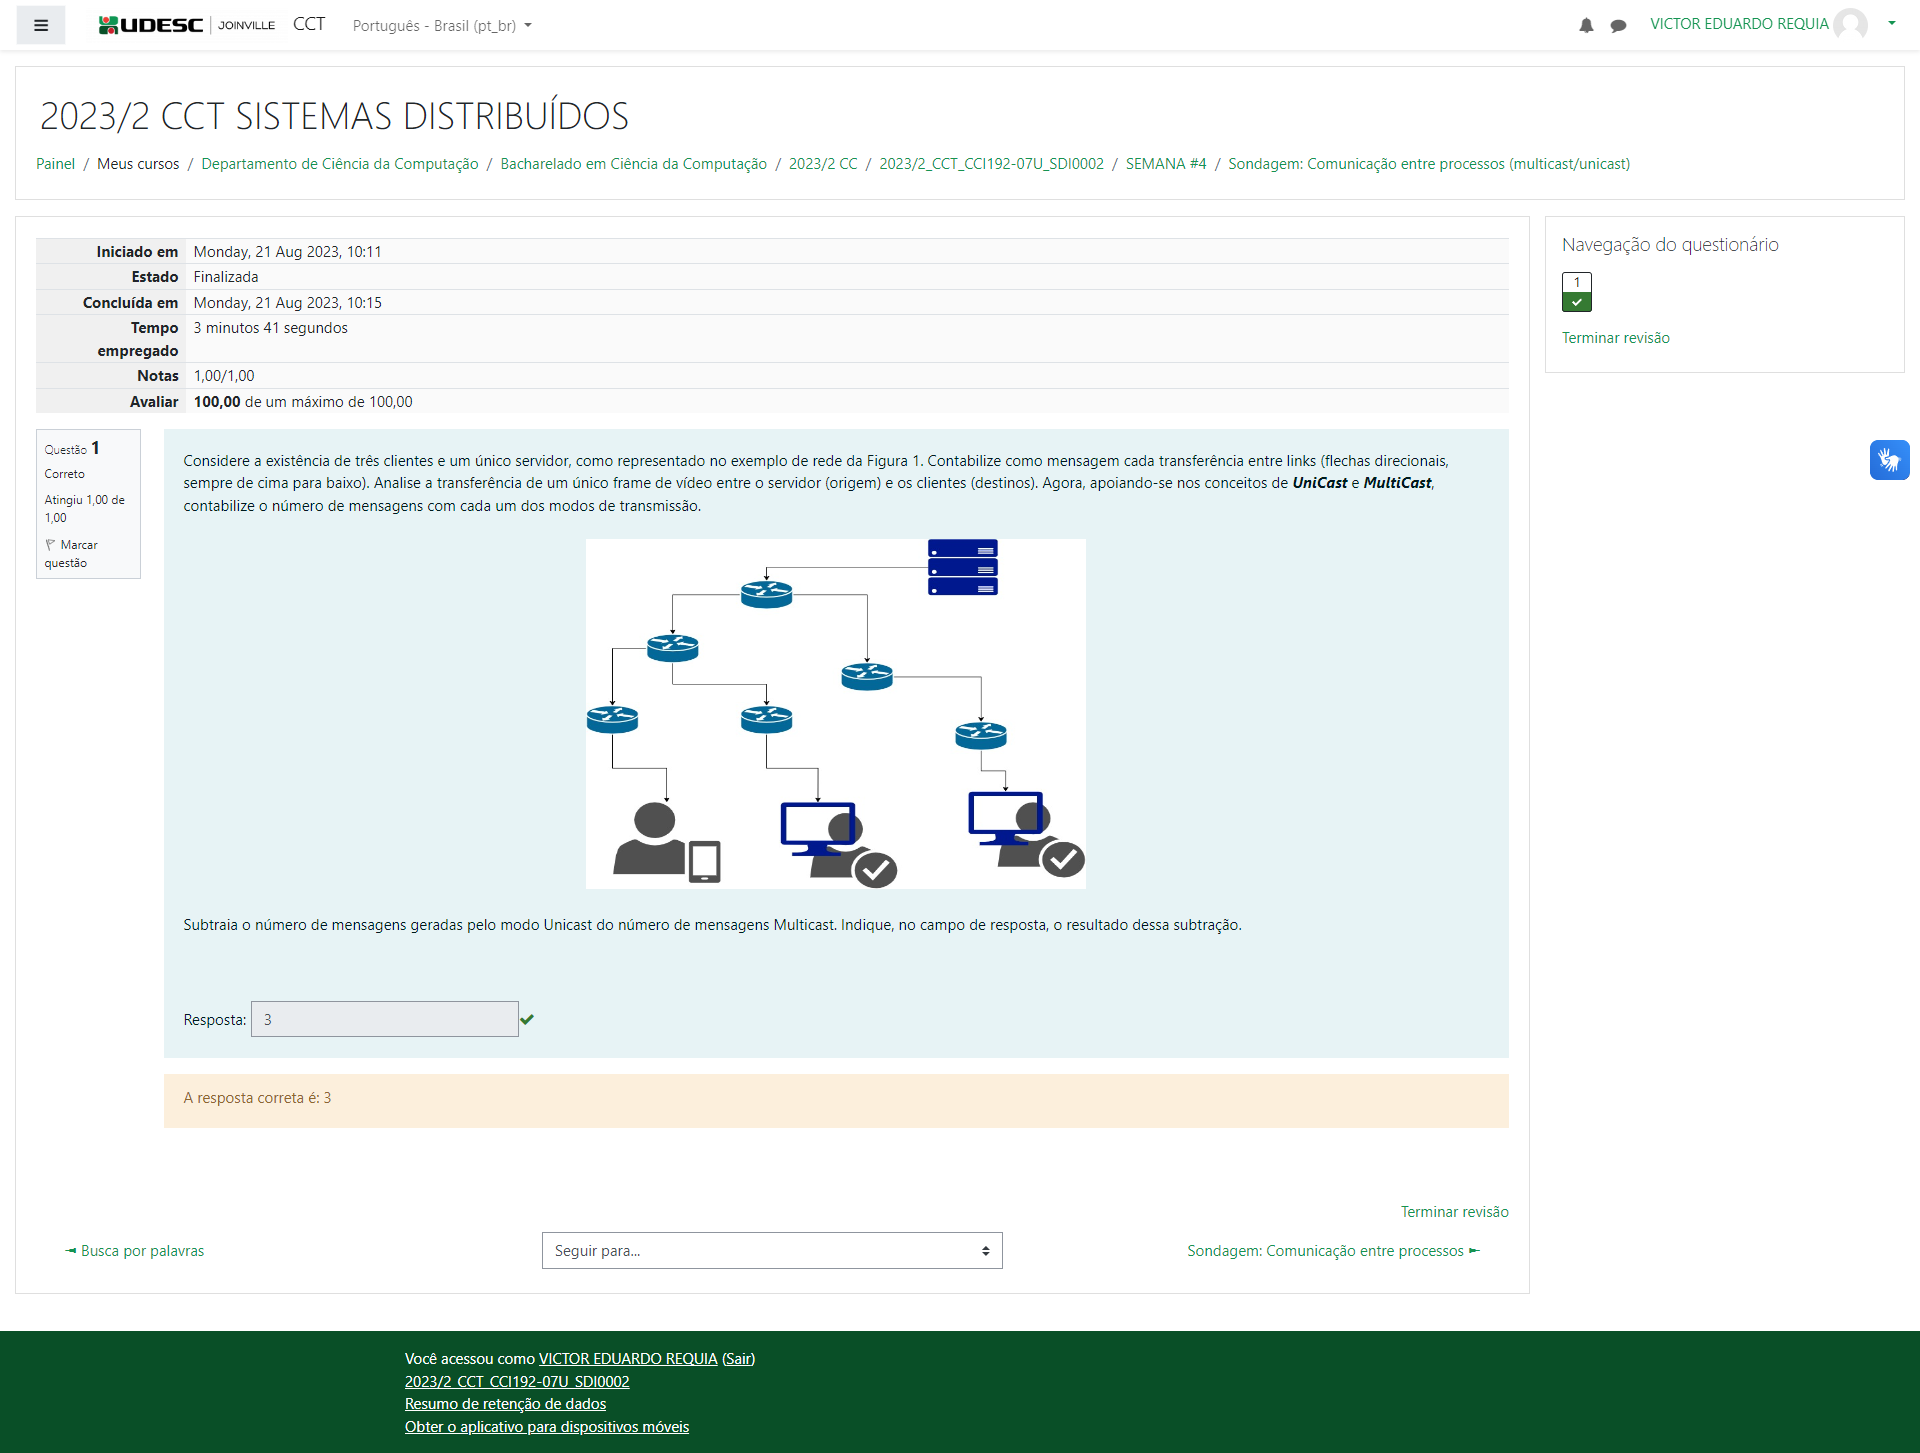 UDESC JOINVILLE CCT Português - Brasil (pt_br) VICTOR EDUARDO REQUIA
2023/2 CCT SISTEMAS DISTRIBUÍDOS
Painel / Meus cursos / Departamento de Ciência da Computação / Bacharelado em Ciência da Computação / 2023/2 CC / 2023/2_CCT_CCI192-07U_SDI0002 / SEMANA #4 / Sondagem: Comunicação entre processos (multicast/unicast)
Iniciado em Monday, 21 Aug 2023, 10:11
Estado Finalizada
Concluída em Monday, 21 Aug 2023, 10:15
Tempo 3 minutos 41 segundos
empregado
Notas 1,00/1,00
Avaliar 100,00 de um máximo de 100,00
Navegação do questionário
1
Terminar revisão
Questão 1
Correto
Atingiu 1,00 de
1,00
Marcar
questão
Considere a existência de três clientes e um único servidor, como representado no exemplo de rede da Figura 1. Contabilize como mensagem cada transferência entre links (flechas direcionais,
sempre de cima para baixo). Analise a transferência de um único frame de vídeo entre o servidor (origem) e os clientes (destinos). Agora, apoiando-se nos conceitos de UniCast e MultiCast,
contabilize o número de mensagens com cada um dos modos de transmissão.
Subtraia o número de mensagens geradas pelo modo Unicast do número de mensagens Multicast. Indique, no campo de resposta, o resultado dessa subtração.
Resposta: 3
A resposta correta é: 3
Terminar revisão
◄ Busca por palavras
Seguir para...
Sondagem: Comunicação entre processos ►
Você acessou como VICTOR EDUARDO REQUIA (Sair)
2023/2_CCT_CCI192-07U_SDI0002
Resumo de retenção de dados
Obter o aplicativo para dispositivos móveis